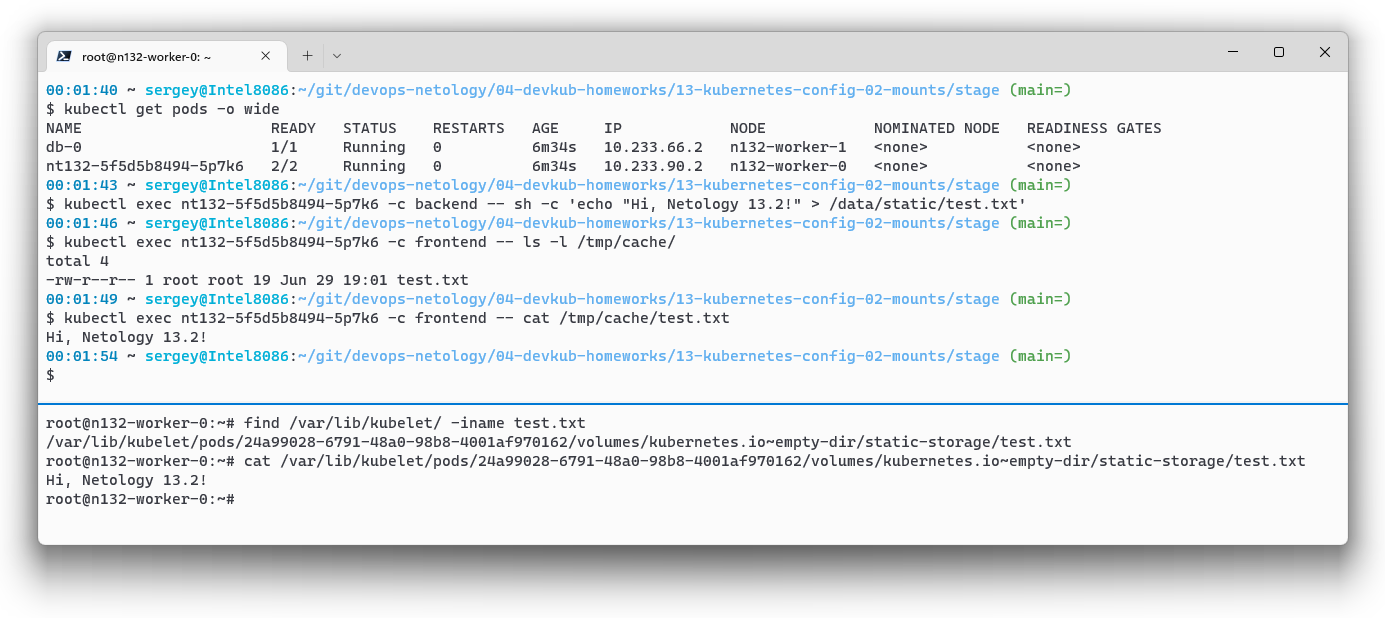 root@n132-worker-0: ~
00:01:40 ~ sergey@Intel8086:~/git/devops-netology/04-devkub-homeworks/13-kubernetes-config-02-mounts/stage (main=)
$ kubectl get pods -o wide
NAME                     READY   STATUS    RESTARTS   AGE     IP            NODE            NOMINATED NODE   READINESS GATES
db-0                     1/1     Running   0          6m34s   10.233.66.2   n132-worker-1   <none>           <none>
nt132-5f5d5b8494-5p7k6   2/2     Running   0          6m34s   10.233.90.2   n132-worker-0   <none>           <none>
00:01:43 ~ sergey@Intel8086:~/git/devops-netology/04-devkub-homeworks/13-kubernetes-config-02-mounts/stage (main=)
$ kubectl exec nt132-5f5d5b8494-5p7k6 -c backend -- sh -c 'echo "Hi, Netology 13.2!" > /data/static/test.txt'
00:01:46 ~ sergey@Intel8086:~/git/devops-netology/04-devkub-homeworks/13-kubernetes-config-02-mounts/stage (main=)
$ kubectl exec nt132-5f5d5b8494-5p7k6 -c frontend -- ls -l /tmp/cache/
total 4
-rw-r--r-- 1 root root 19 Jun 29 19:01 test.txt
00:01:49 ~ sergey@Intel8086:~/git/devops-netology/04-devkub-homeworks/13-kubernetes-config-02-mounts/stage (main=)
$ kubectl exec nt132-5f5d5b8494-5p7k6 -c frontend -- cat /tmp/cache/test.txt
Hi, Netology 13.2!
00:01:54 ~ sergey@Intel8086:~/git/devops-netology/04-devkub-homeworks/13-kubernetes-config-02-mounts/stage (main=)
$
root@n132-worker-0:~# find /var/lib/kubelet/ -iname test.txt
/var/lib/kubelet/pods/24a99028-6791-48a0-98b8-4001af970162/volumes/kubernetes.io~empty-dir/static-storage/test.txt
root@n132-worker-0:~# cat /var/lib/kubelet/pods/24a99028-6791-48a0-98b8-4001af970162/volumes/kubernetes.io~empty-dir/static-storage/test.txt
Hi, Netology 13.2!
root@n132-worker-0:~#